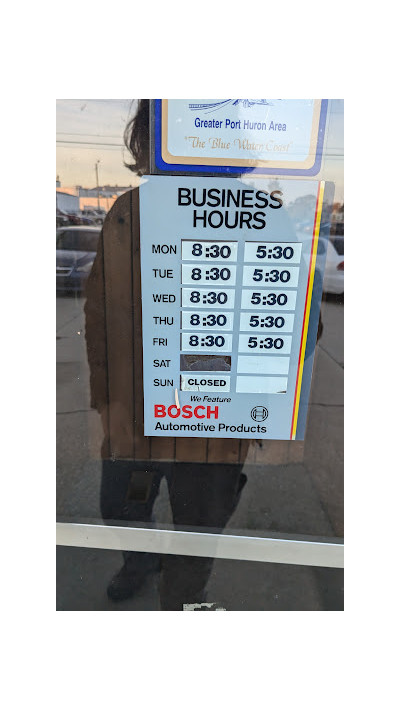 Greater Port Huron Area
"The Blue Water Coast"
BUSINESS
HOURS
MON 8:30 5:30
TUE 8:30 5:30
WED 8:30 5:30
THU 8:30 5:30
FRI 8:30 5:30
SAT
SUN CLOSED
We Feature
BOSCH
Automotive Products